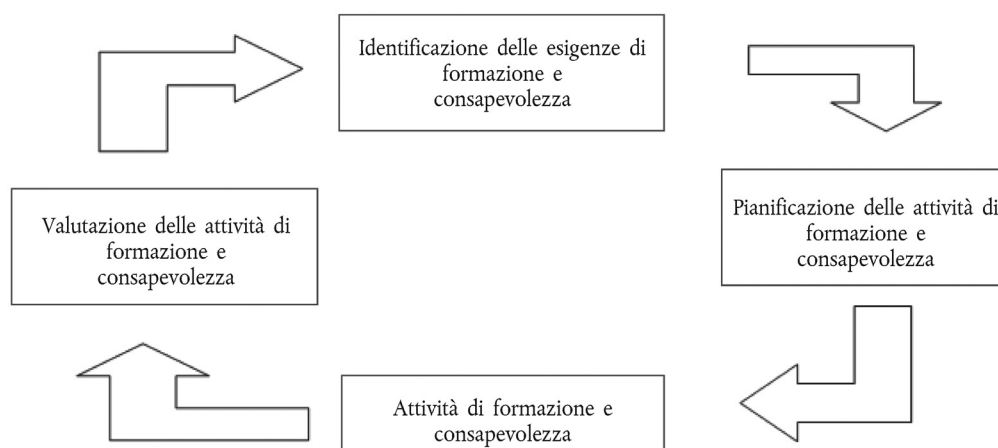 Identificazione delle esigenze di
formazione e
consapevolezza
Valutazione delle attività di
formazione e
consapevolezza
Pianificazione delle attività di
formazione e
consapevolezza
Attività di formazione e
consapevolezza